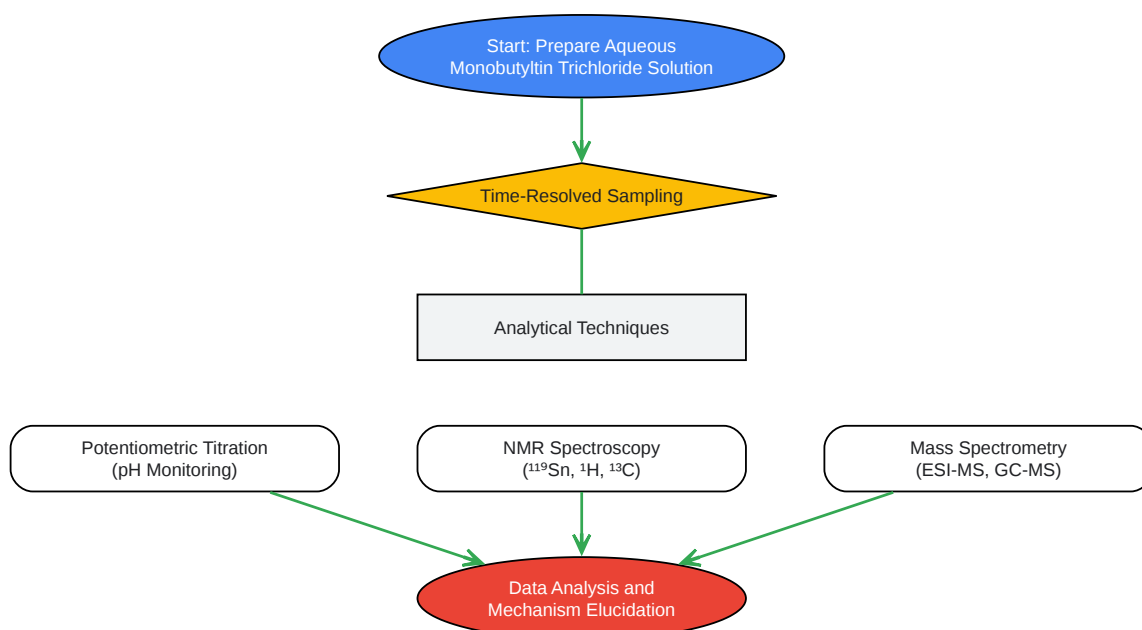 Start: Prepare Aqueous
Monobutyltin Trichloride Solution
Time-Resolved Sampling
Analytical Techniques
Potentiometric Titration
(pH Monitoring)
NMR Spectroscopy
(¹¹⁹Sn, ¹H, ¹³C)
Mass Spectrometry
(ESI-MS, GC-MS)
Data Analysis and
Mechanism Elucidation